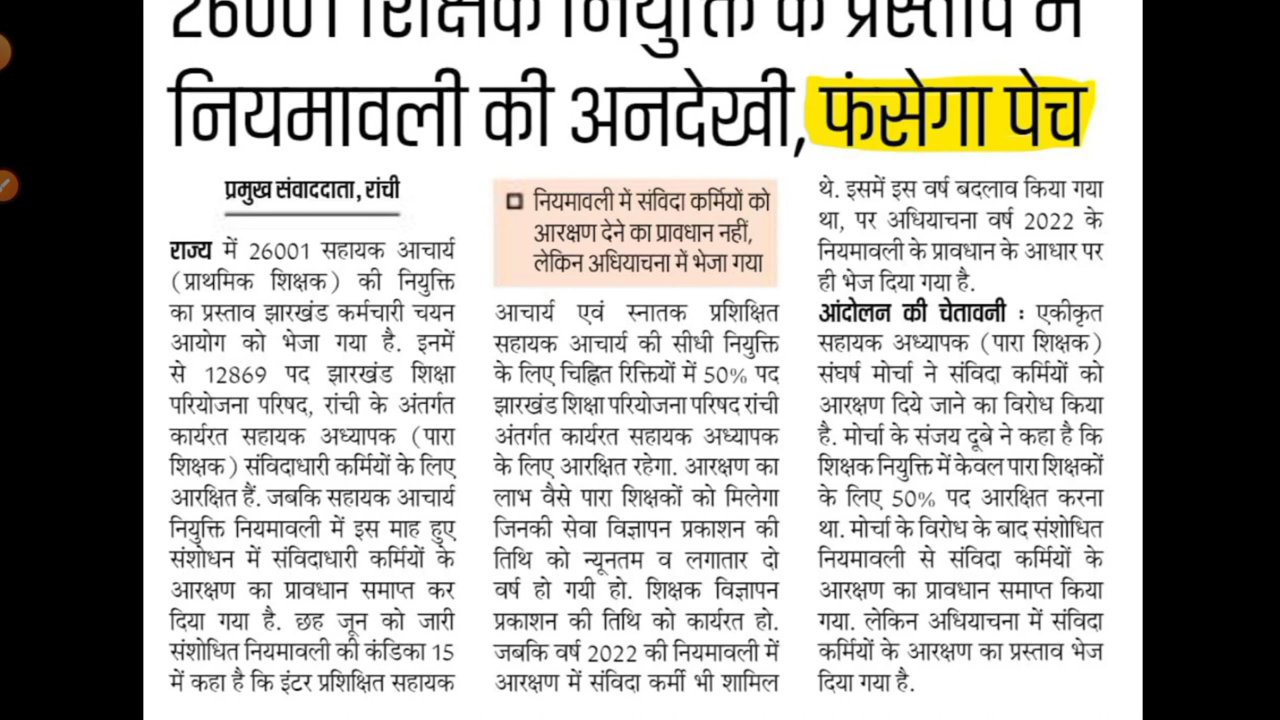 26001 शिक्षक नियुक्ति के प्रस्ताव में
नियमावली की अनदेखी, फंसेगा पेच
प्रमुख संवाददाता, रांची
राज्य में 26001 सहायक आचार्य
(प्राथमिक शिक्षक) की नियुक्ति
का प्रस्ताव झारखंड कर्मचारी चयन
आयोग को भेजा गया है. इनमें
से 12869 पद झारखंड शिक्षा
परियोजना परिषद, रांची के अंतर्गत
कार्यरत सहायक अध्यापक (पारा
शिक्षक) संविदाधारी कर्मियों के लिए
आरक्षित हैं. जबकि सहायक आचार्य
नियुक्ति नियमावली में इस माह हुए
संशोधन में संविदाधारी कर्मियों के
आरक्षण का प्रावधान समाप्त कर
दिया गया है. छह जून को जारी
संशोधित नियमावली की कंडिका 15
में कहा है कि इंटर प्रशिक्षित सहायक
नियमावली में संविदा कर्मियों को
आरक्षण देने का प्रावधान नहीं,
लेकिन अधियाचना में भेजा गया
आचार्य एवं स्नातक प्रशिक्षित
सहायक आचार्य की सीधी नियुक्ति
के लिए चिह्नित रिक्तियों में 50% पद
झारखंड शिक्षा परियोजना परिषद रांची
अंतर्गत कार्यरत सहायक अध्यापक
के लिए आरक्षित रहेगा. आरक्षण का
लाभ वैसे पारा शिक्षकों को मिलेगा
जिनकी सेवा विज्ञापन प्रकाशन की
तिथि को न्यूनतम व लगातार दो
वर्ष हो गयी हो. शिक्षक विज्ञापन
प्रकाशन की तिथि को कार्यरत हो.
जबकि वर्ष 2022 की नियमावली में
आरक्षण में संविदा कर्मी भी शामिल
थे. इसमें इस वर्ष बदलाव किया गया
था, पर अधियाचना वर्ष 2022 के
नियमावली के प्रावधान के आधार पर
ही भेज दिया गया है.
आंदोलन की चेतावनी : एकीकृत
सहायक अध्यापक (पारा शिक्षक)
संघर्ष मोर्चा ने संविदा कर्मियों को
आरक्षण दिये जाने का विरोध किया
है. मोर्चा के संजय दूबे ने कहा है कि
शिक्षक नियुक्ति में केवल पारा शिक्षकों
के लिए 50% पद आरक्षित करना
था. मोर्चा के विरोध के बाद संशोधित
नियमावली से संविदा कर्मियों के
आरक्षण का प्रावधान समाप्त किया
गया. लेकिन अधियाचना में संविदा
कर्मियों के आरक्षण का प्रस्ताव भेज
दिया गया है.